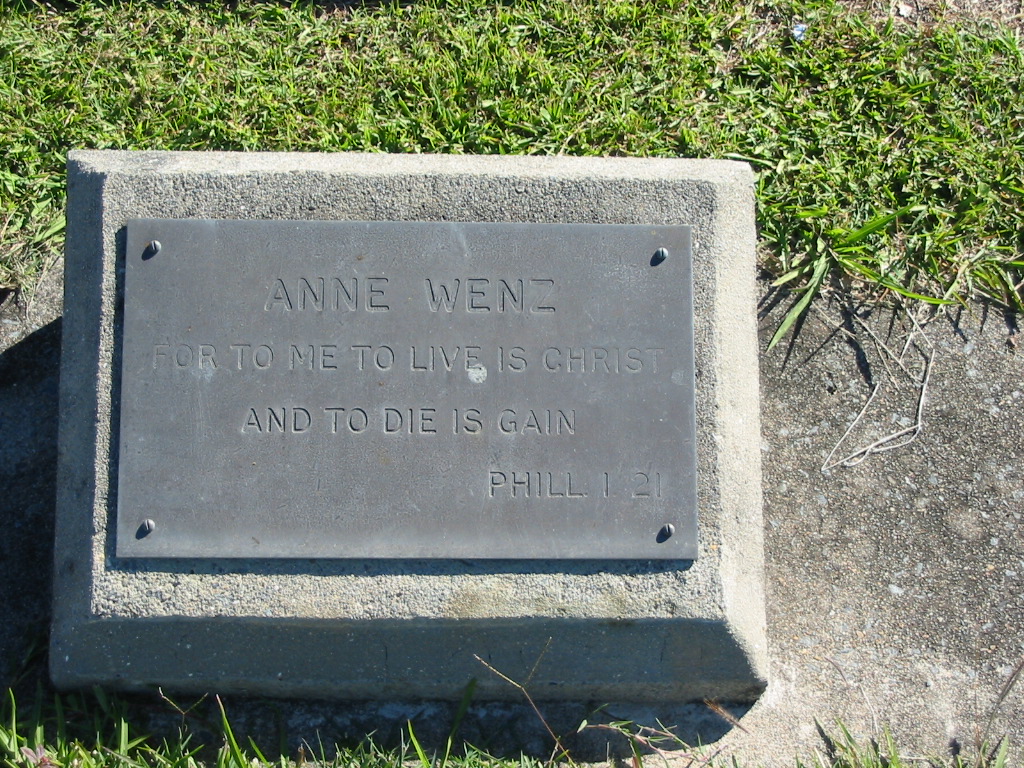 ANNE WENZ
FOR TO ME TO LIVE IS CHRIST
AND TO DIE IS GAIN
PHILL. 1 21